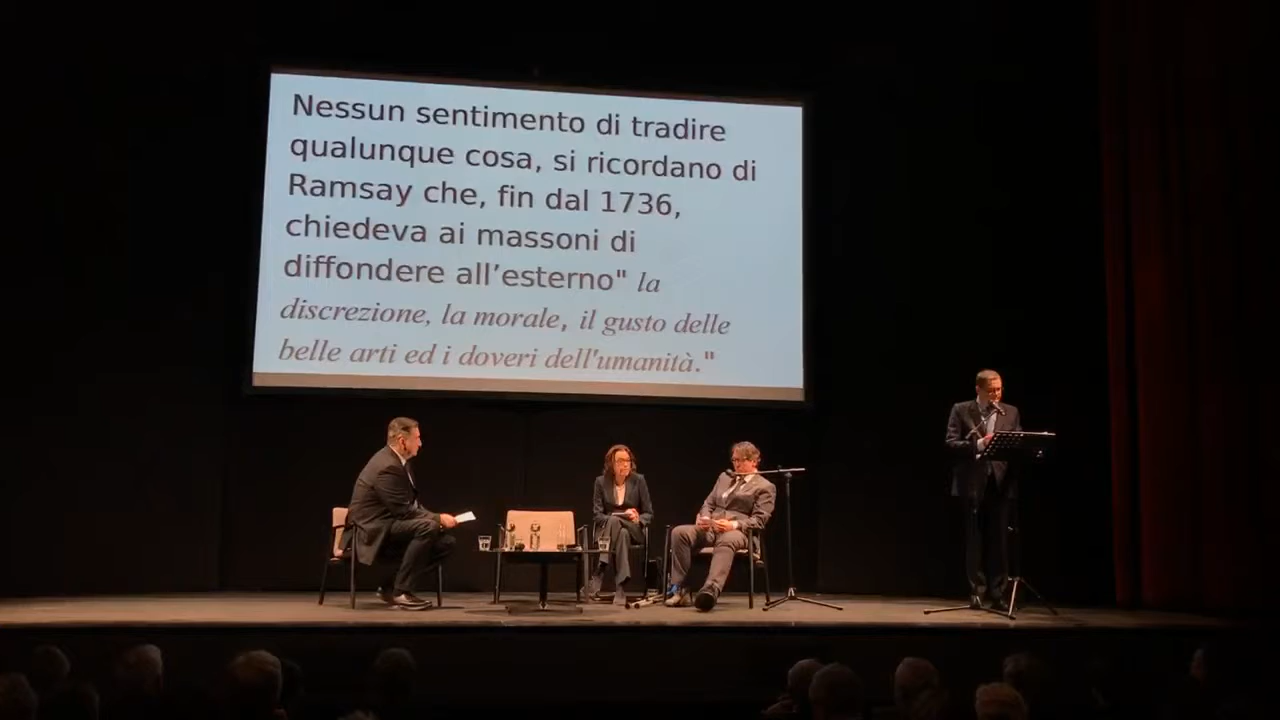 Nessun sentimento di tradire
qualunque cosa, si ricordano di
Ramsay che, fin dal 1736,
chiedeva ai massoni di
diffondere all’esterno" la
discrezione, la morale, il gusto delle
belle arti ed i doveri dell'umanità."